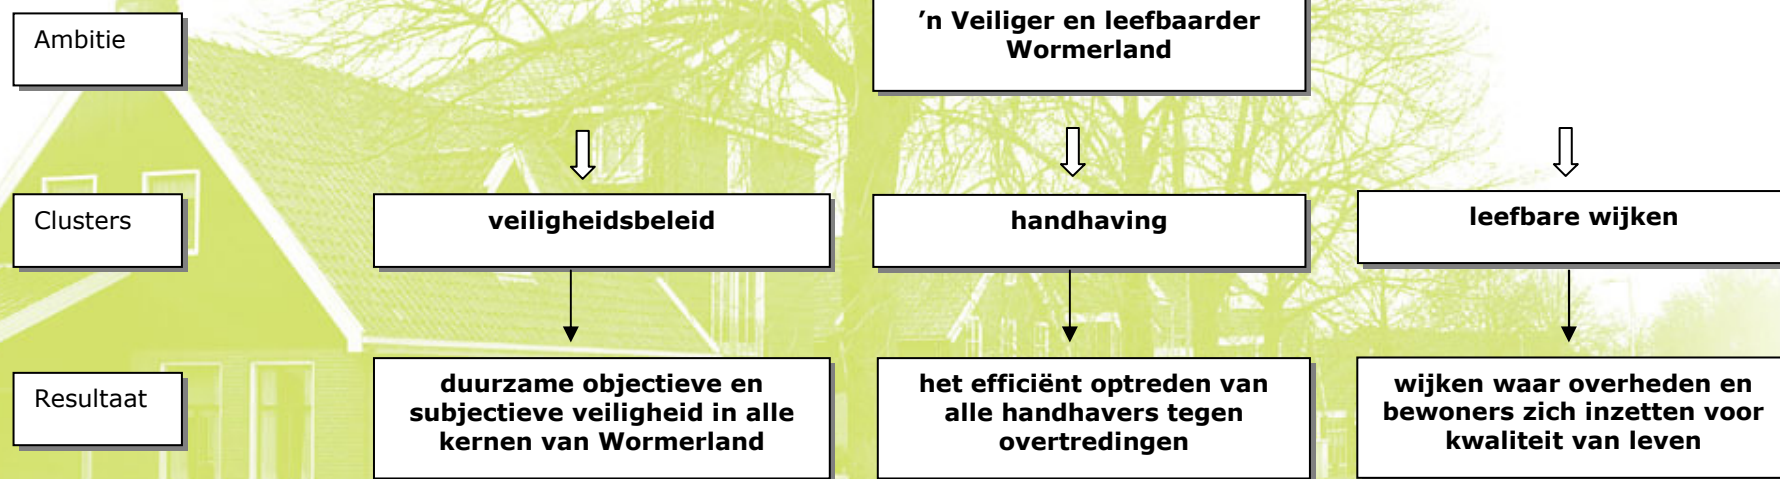 Ambitie
’n Veiliger en leefbaarder
Wormerland
Clusters
veiligheidsbeleid
handhaving
leefbare wijken
Resultaat
duurzame objectieve en
subjectieve veiligheid in alle
kernen van Wormerland
het efficiënt optreden van
alle handhavers tegen
overtredingen
wijken waar overheden en
bewoners zich inzetten voor
kwaliteit van leven